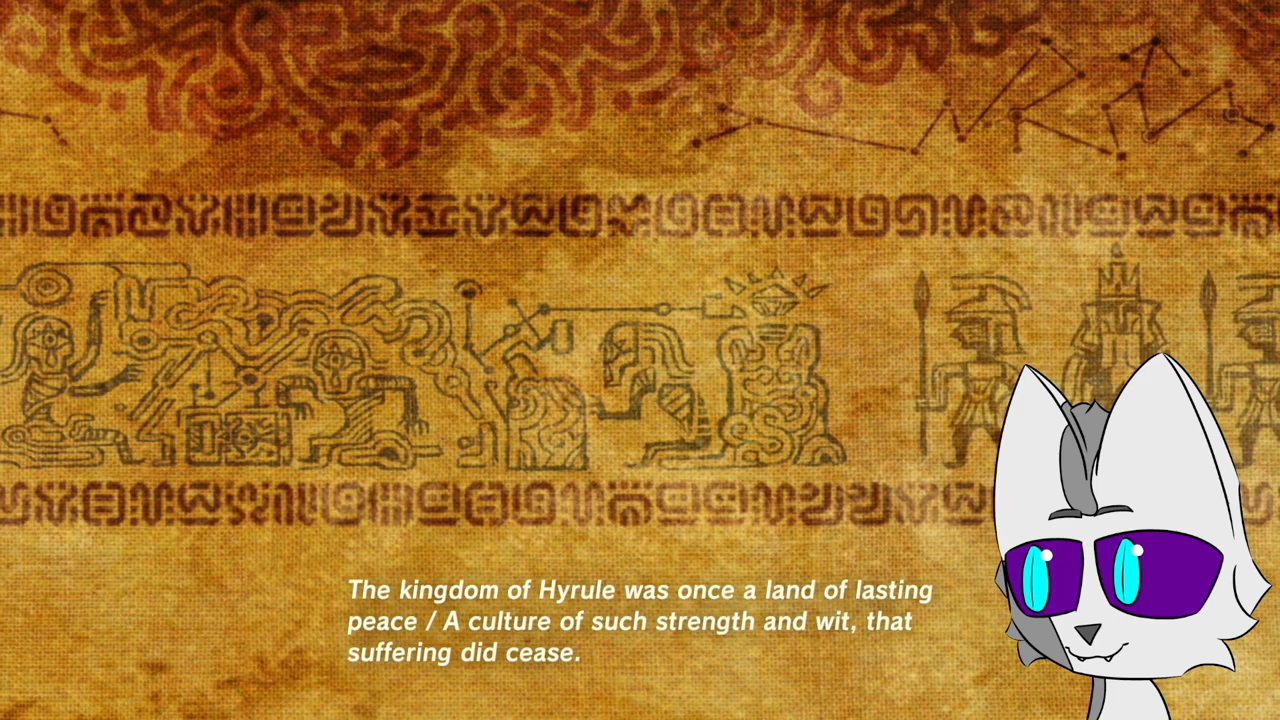 The kingdom of Hyrule was once a land of lasting
peace / A culture of such strength and wit, that
suffering did cease.